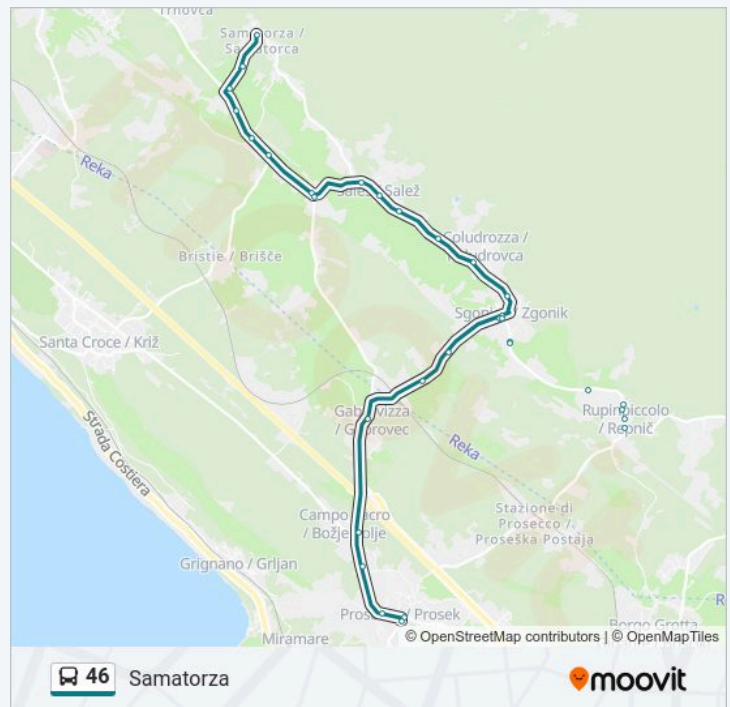 Trnovca
Samatorza /
Samatorca
Reka
Salež
Coludrozza /
Bristie / Brišče
Sgonico / Zgonik
Santa Croce / Križ
Gabrovizza
/ Gabrovec
Rupinpiccolo
/ Repnič
Strada Costiera
Reka
Campo Sacro
/ Božje polje
Stazione di
Prosecco /
Proseška Postaja
Grignano / Grljan
Prosecco / Prosek
Borgo Grotta
Miramare
© OpenStreetMap contributors | © OpenMapTiles
46 Samatorza
moovit